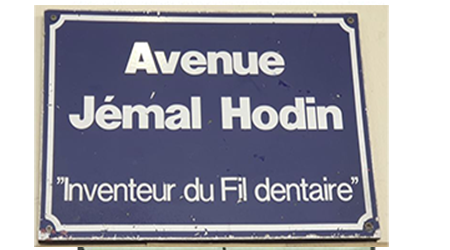 Avenue
Jémal Hodin
"Inventeur du Fil dentaire"